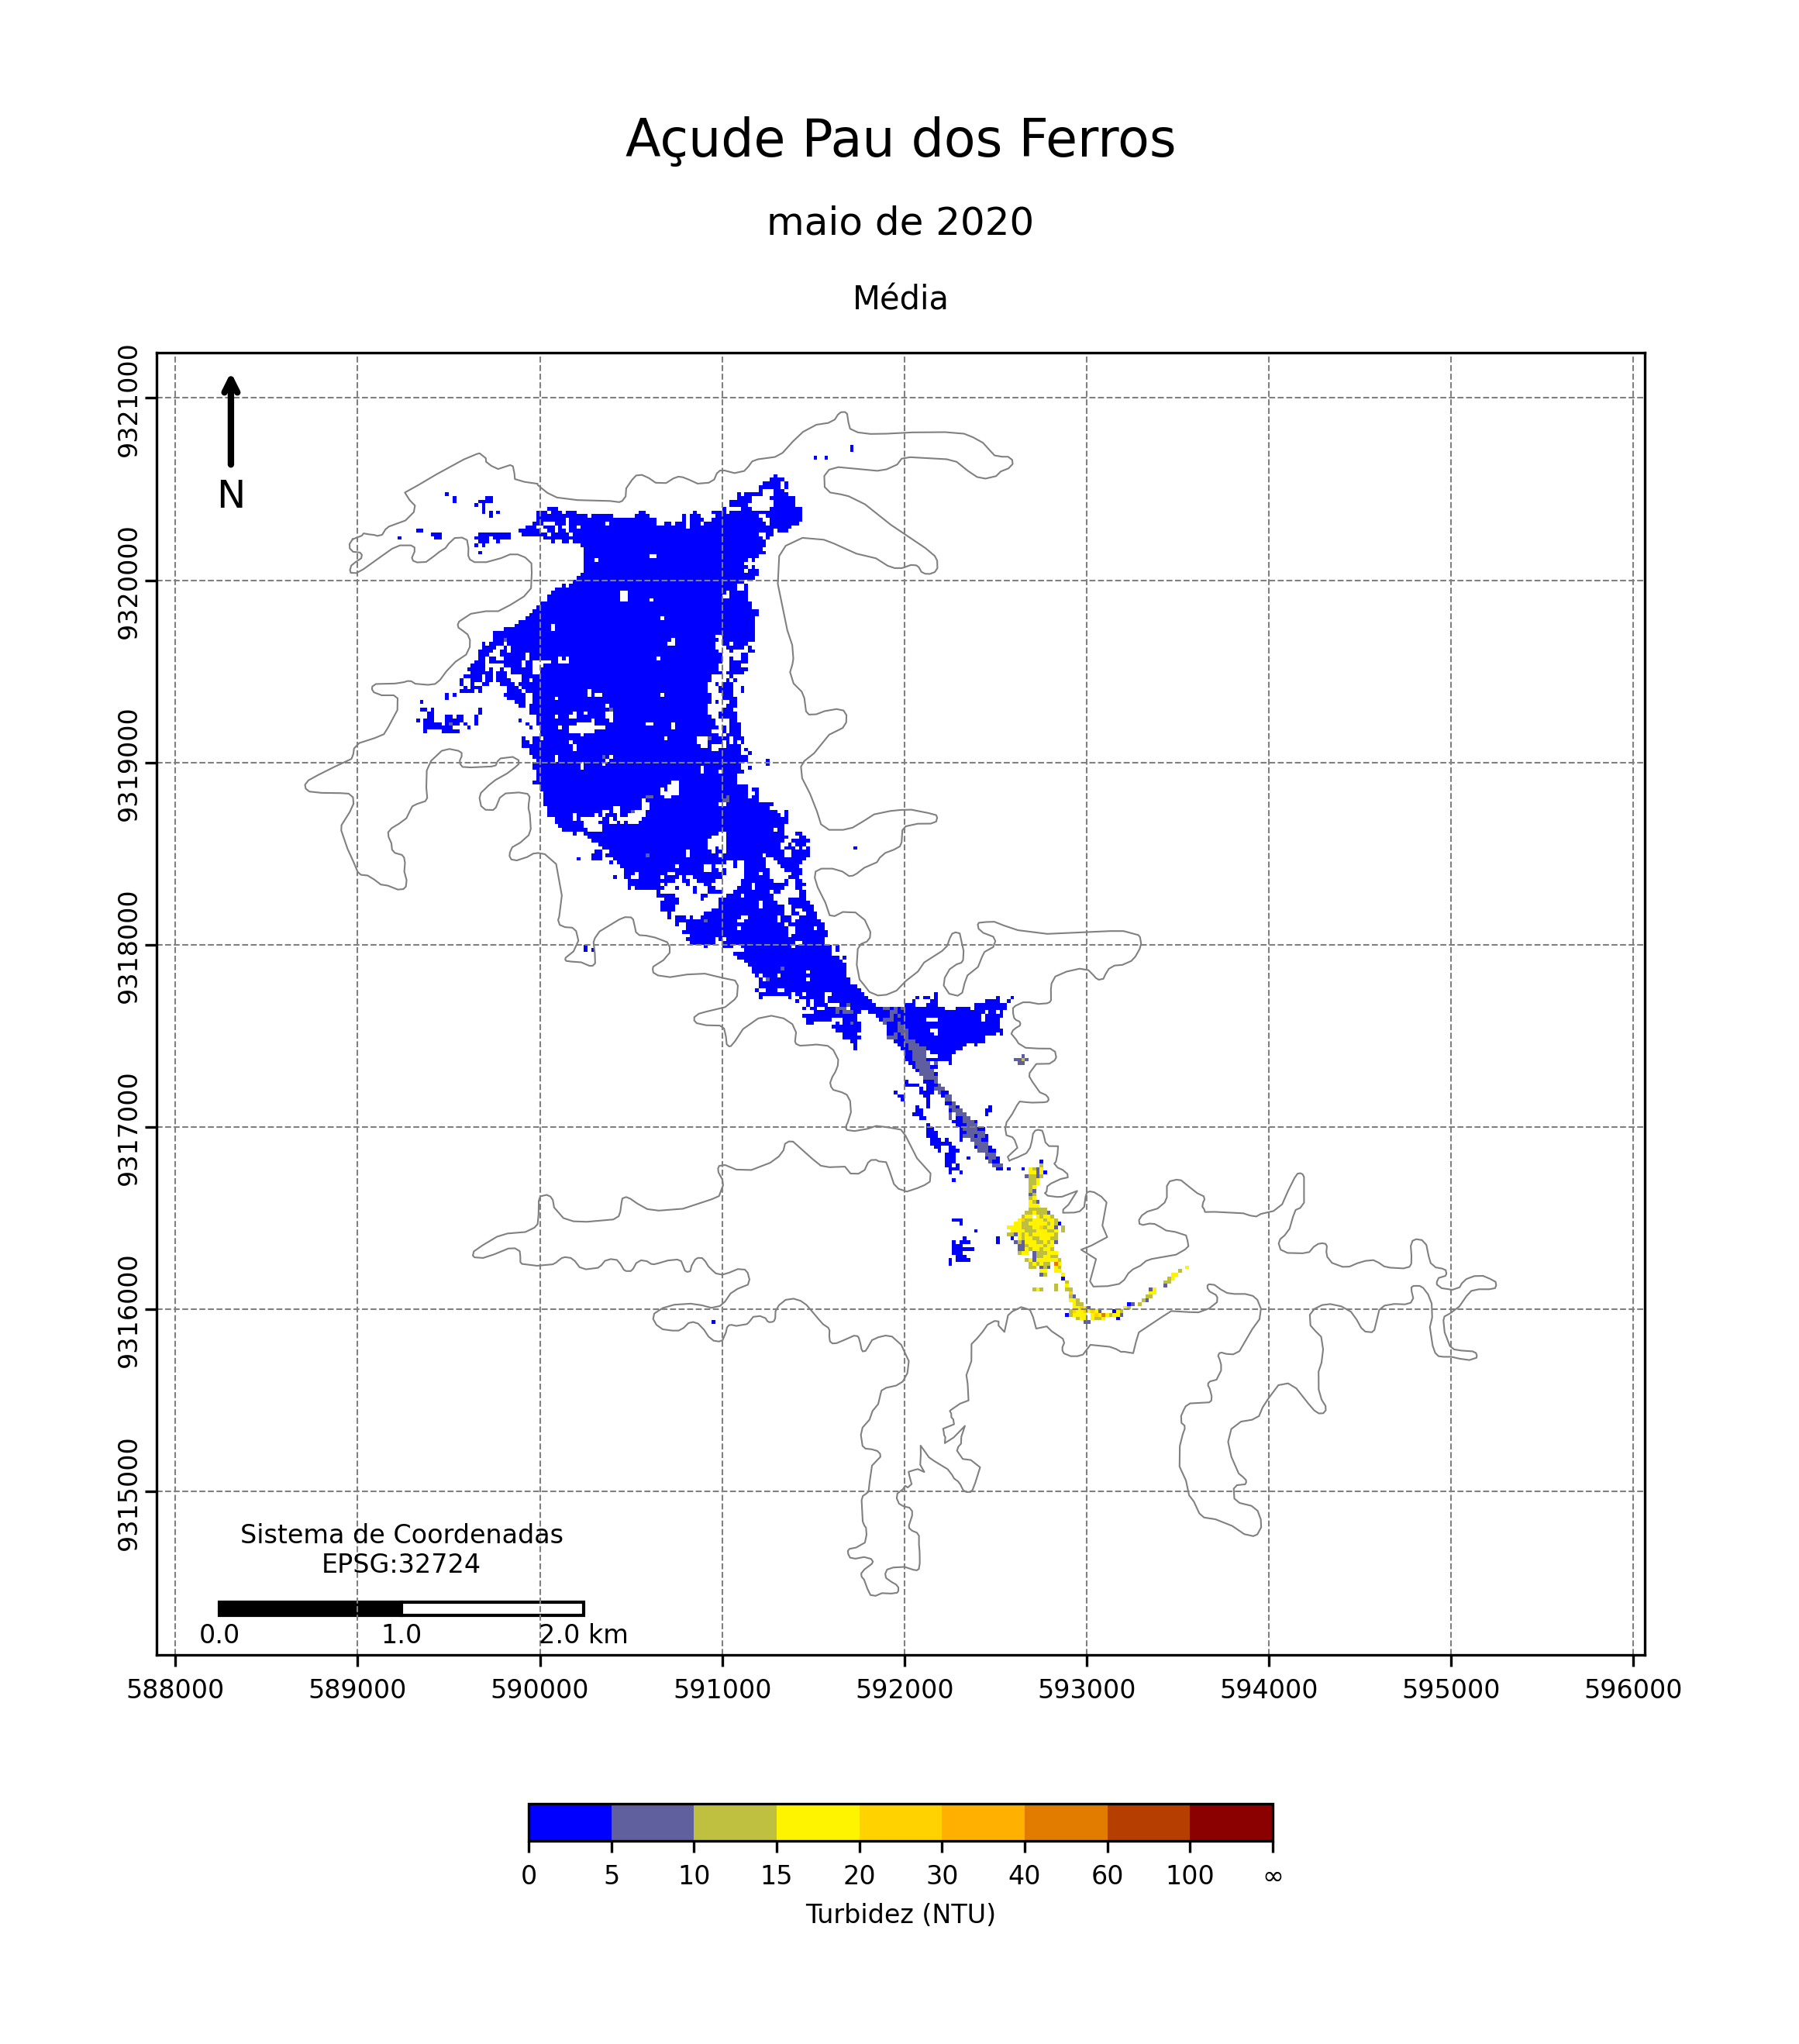 Açude Pau dos Ferros
maio de 2020
Média
9321000
9320000
9319000
9318000
9317000
9316000
9315000
N
Sistema de Coordenadas
EPSG:32724
0.0 1.0 2.0 km
588000 589000 590000 591000 592000 593000 594000 595000 596000
0 5 10 15 20 30 40 60 100 ∞
Turbidez (NTU)